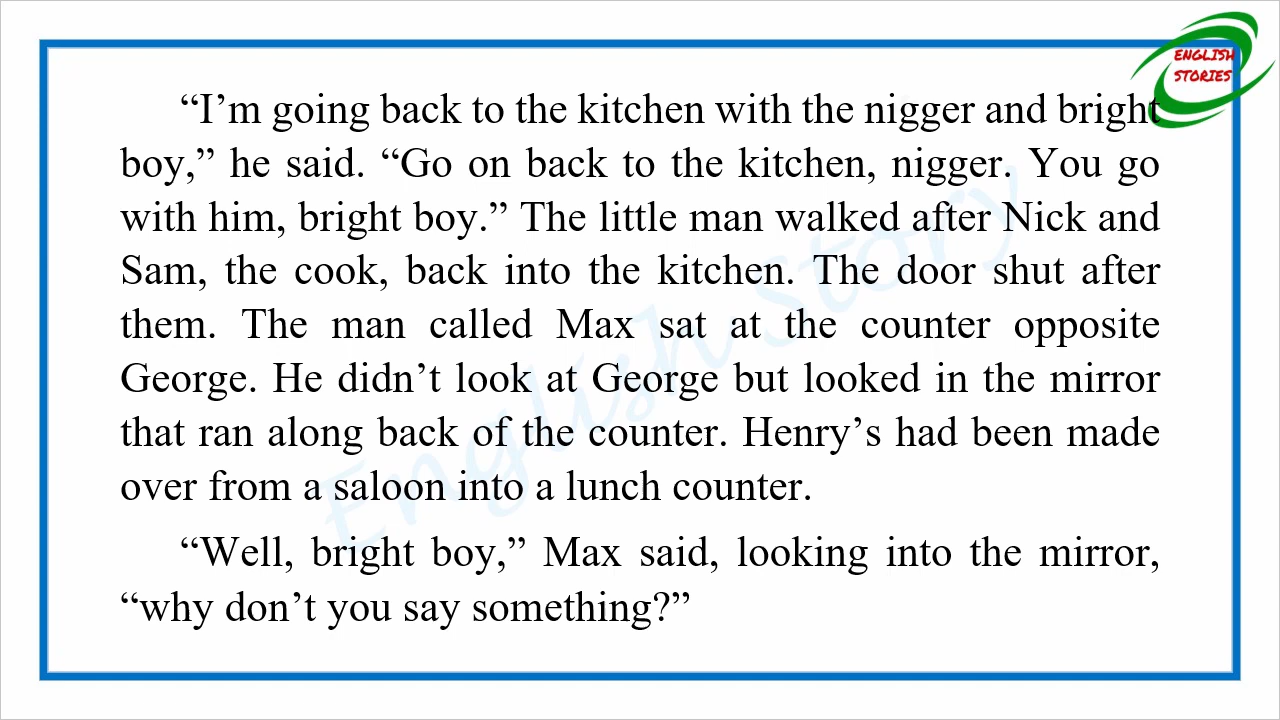 ENGLISH
STORIES
“I’m going back to the kitchen with the nigger and bright
boy,” he said. “Go on back to the kitchen, nigger. You go
with him, bright boy.” The little man walked after Nick and
Sam, the cook, back into the kitchen. The door shut after
them. The man called Max sat at the counter opposite
George. He didn’t look at George but looked in the mirror
that ran along back of the counter. Henry’s had been made
over from a saloon into a lunch counter.
“Well, bright boy,” Max said, looking into the mirror,
“why don’t you say something?”
English Story